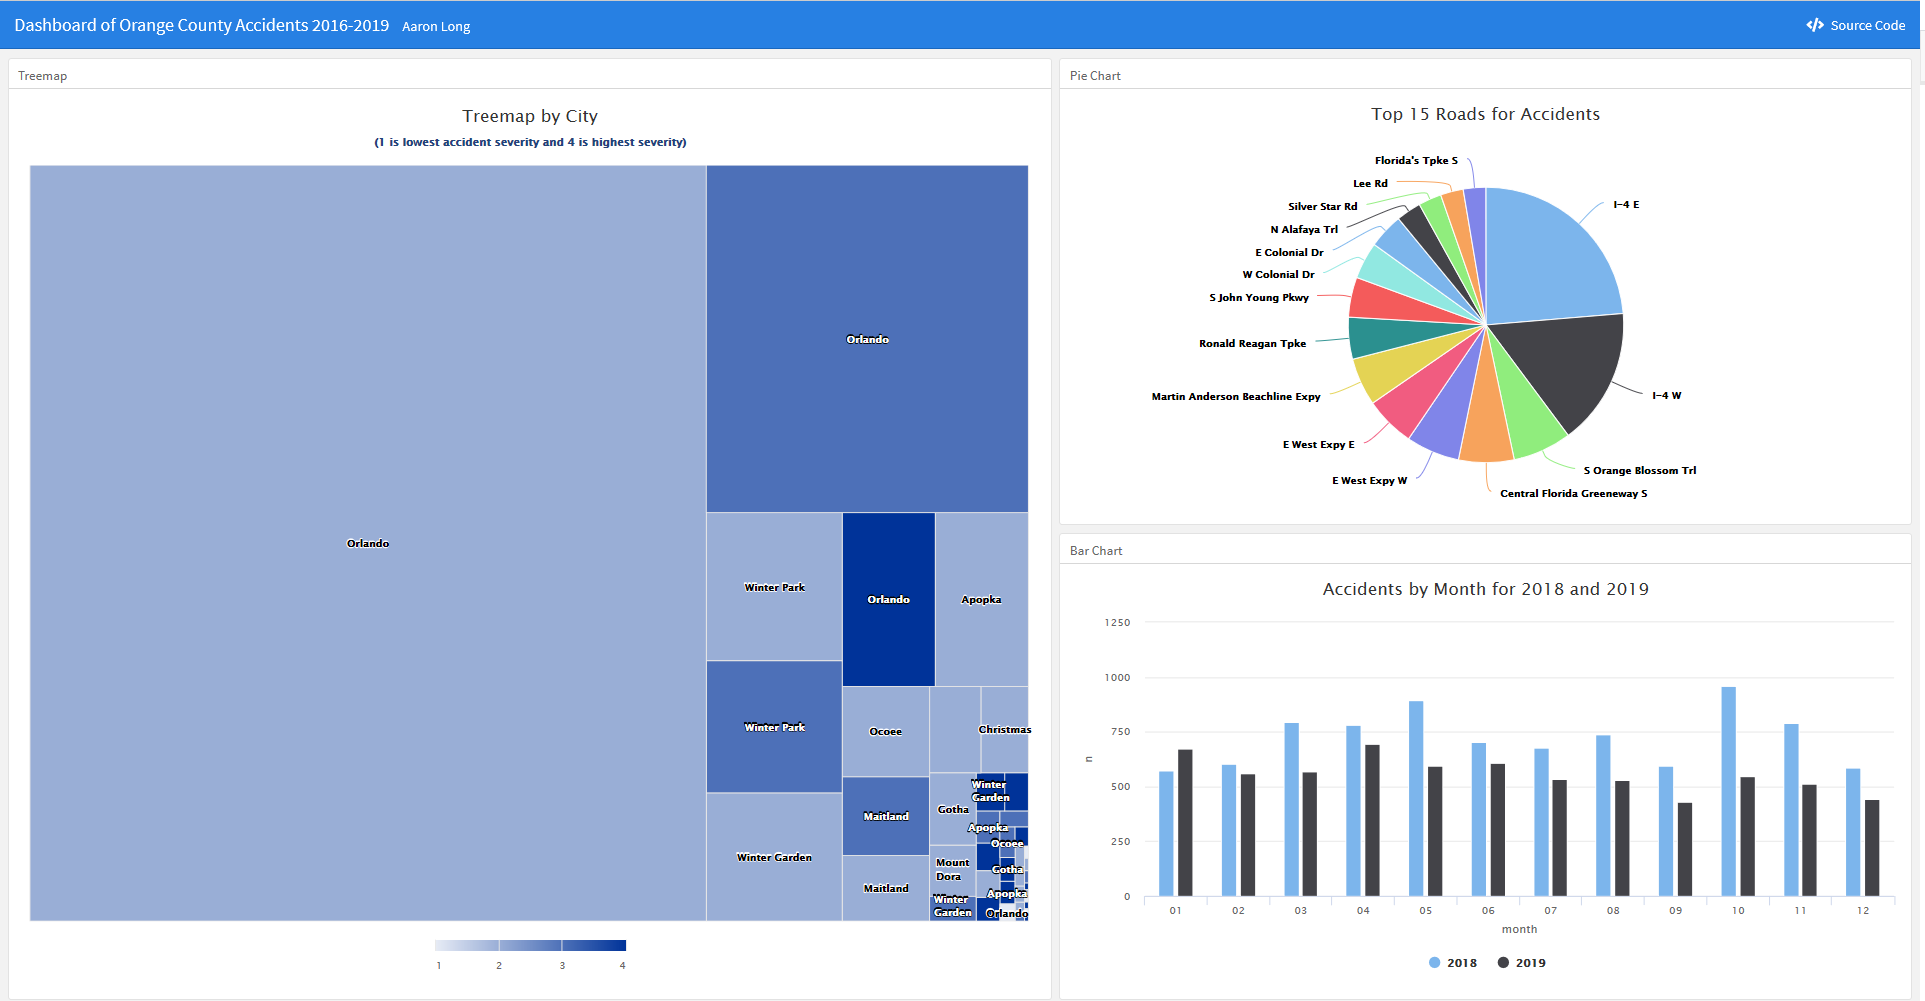 Dashboard of Orange County Accidents 2016-2019 Aaron Long
Source Code
Treemap
Treemap by City
(1 is lowest accident severity and 4 is highest severity)
Orlando
Orlando
Winter Park
Orlando
Apopka
Winter Park
Ocoee
Christmas
Winter Garden
Maitland
Maitland
Gotha
Winter
Garden
Apopka
Ocoee
Mount
Dora
Gotha
Apopka
Winter
Garden
Orlando
1 2 3 4
Pie Chart
Top 15 Roads for Accidents
Florida's Tpke S
Lee Rd
Silver Star Rd
N Alafaya Trl
E Colonial Dr
W Colonial Dr
S John Young Pkwy
Ronald Reagan Tpke
Martin Anderson Beachline Expy
E West Expy E
E West Expy W
I-4 E
I-4 W
S Orange Blossom Trl
Central Florida Greeneway S
Bar Chart
Accidents by Month for 2018 and 2019
1250
1000
750
500
250
0
n
01 02 03 04 05 06 07 08 09 10 11 12
month
2018 2019